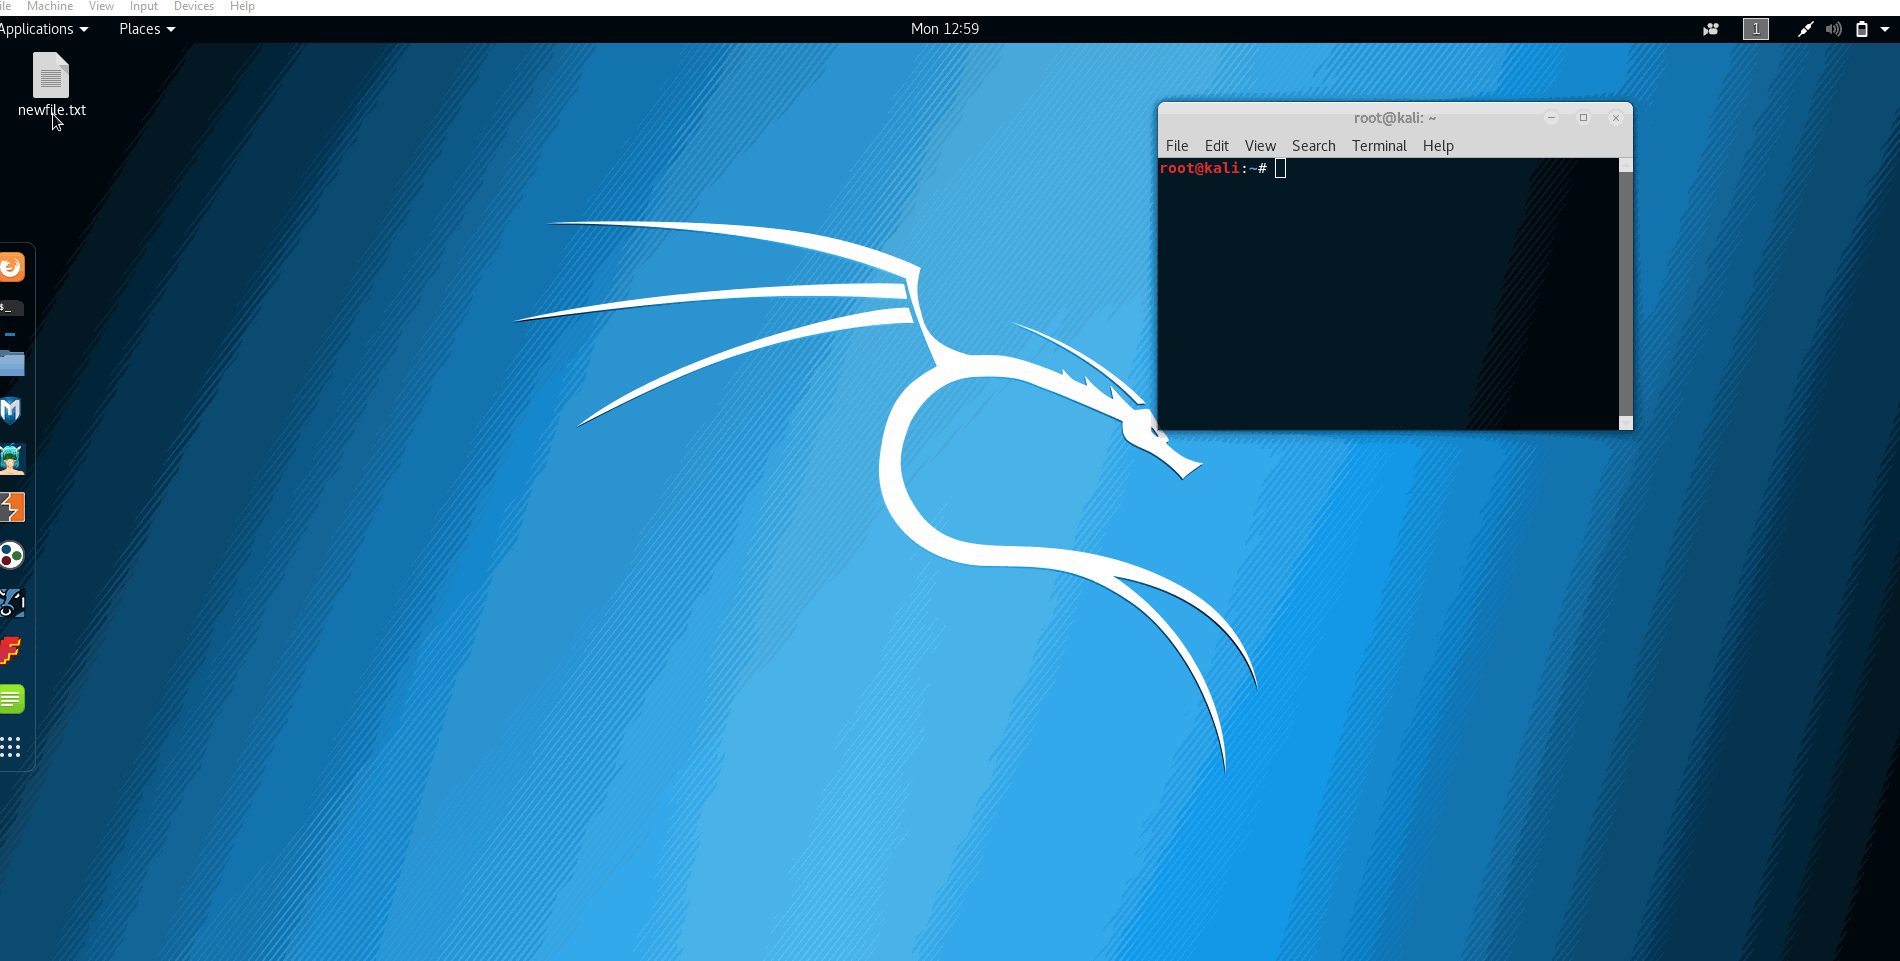 ile Machine View Input Devices Help
Applications Places Mon 12:59 1
newfile.txt
root@kali: ~
File Edit View Search Terminal Help
root@kali:~#
$_